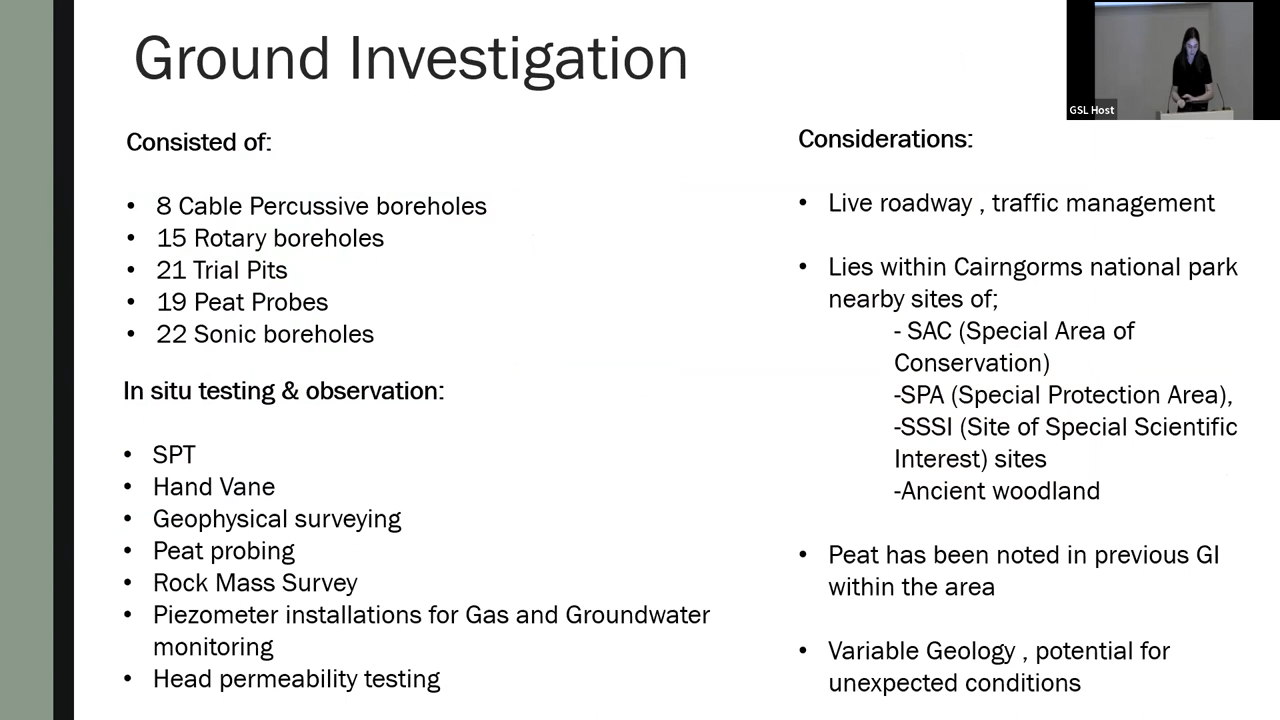 Ground Investigation
GSL Host
Consisted of:
• 8 Cable Percussive boreholes
• 15 Rotary boreholes
• 21 Trial Pits
• 19 Peat Probes
• 22 Sonic boreholes
In situ testing & observation:
• SPT
• Hand Vane
• Geophysical surveying
• Peat probing
• Rock Mass Survey
• Piezometer installations for Gas and Groundwater
monitoring
• Head permeability testing
Considerations:
• Live roadway , traffic management
• Lies within Cairngorms national park
nearby sites of;
- SAC (Special Area of
Conservation)
-SPA (Special Protection Area),
-SSSI (Site of Special Scientific
Interest) sites
-Ancient woodland
• Peat has been noted in previous GI
within the area
• Variable Geology , potential for
unexpected conditions